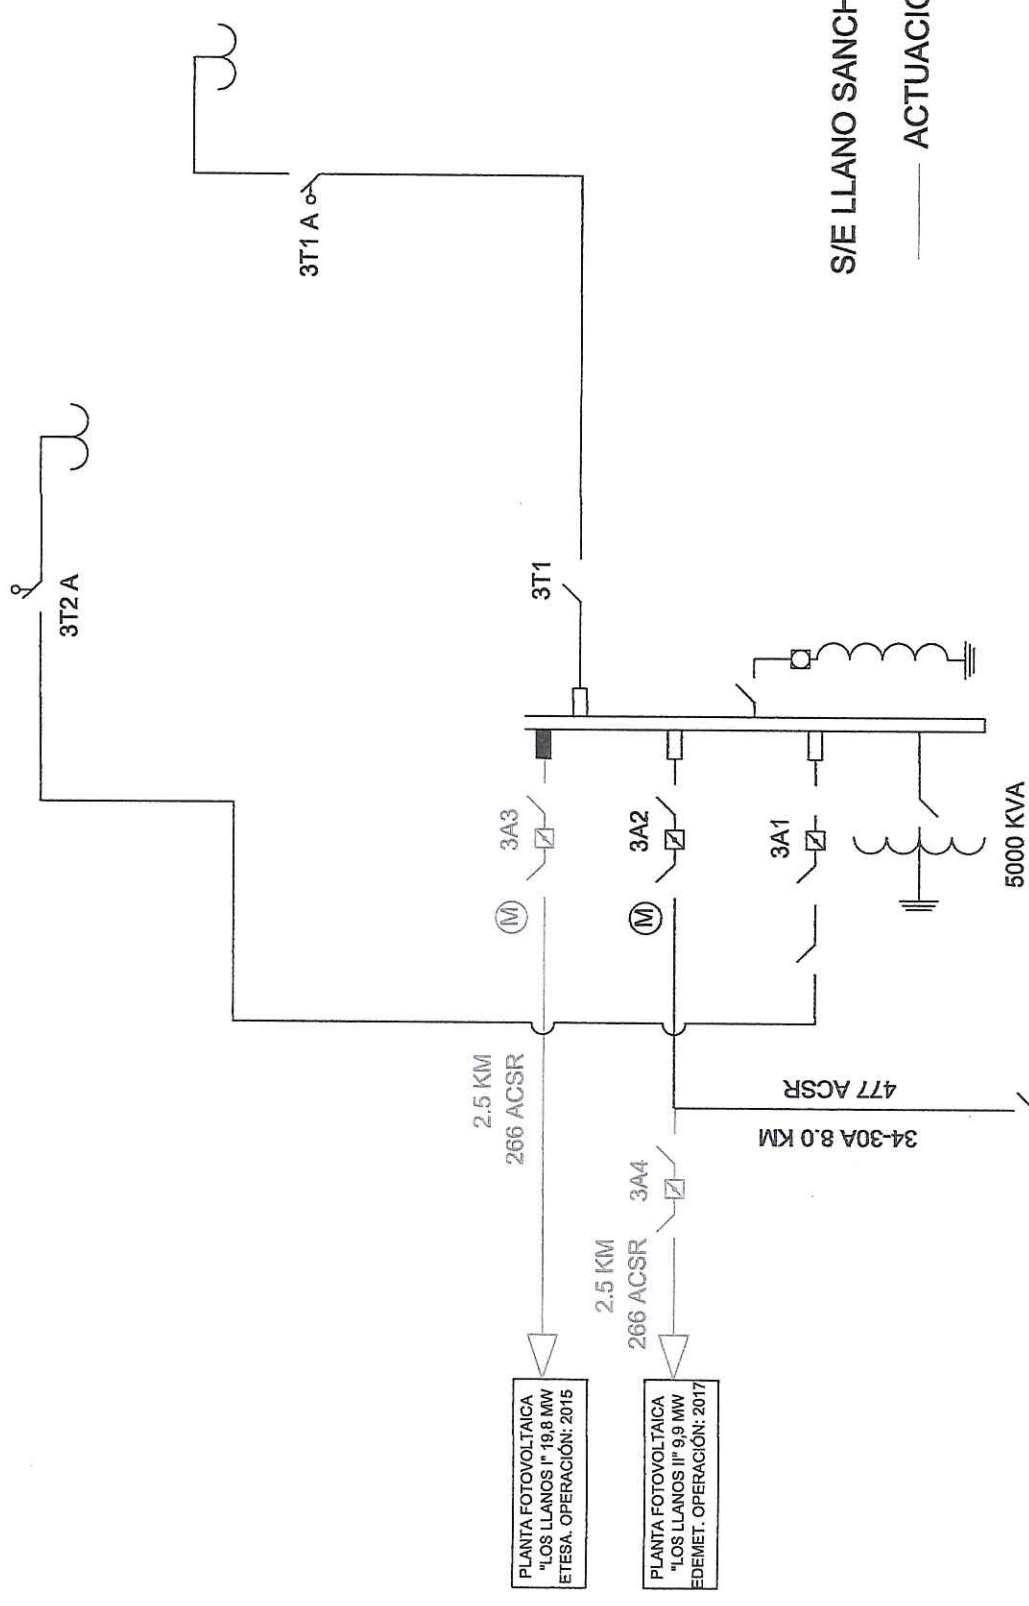 3T2 A
3T1 A
2.5 KM
266 ACSR
3A3
M
PLANTA FOTOVOLTAICA
"LOS LLANOS I" 19,8 MW
ETESA. OPERACIÓN: 2015
3T1
2.5 KM
266 ACSR
3A4
3A2
M
PLANTA FOTOVOLTAICA
"LOS LLANOS II" 9,9 MW
EDEMET. OPERACIÓN: 2017
3A1
34-30A 8.0 KM
477 ACSR
S/E LLANO SANCH
ACTUACIO
5000 KVA